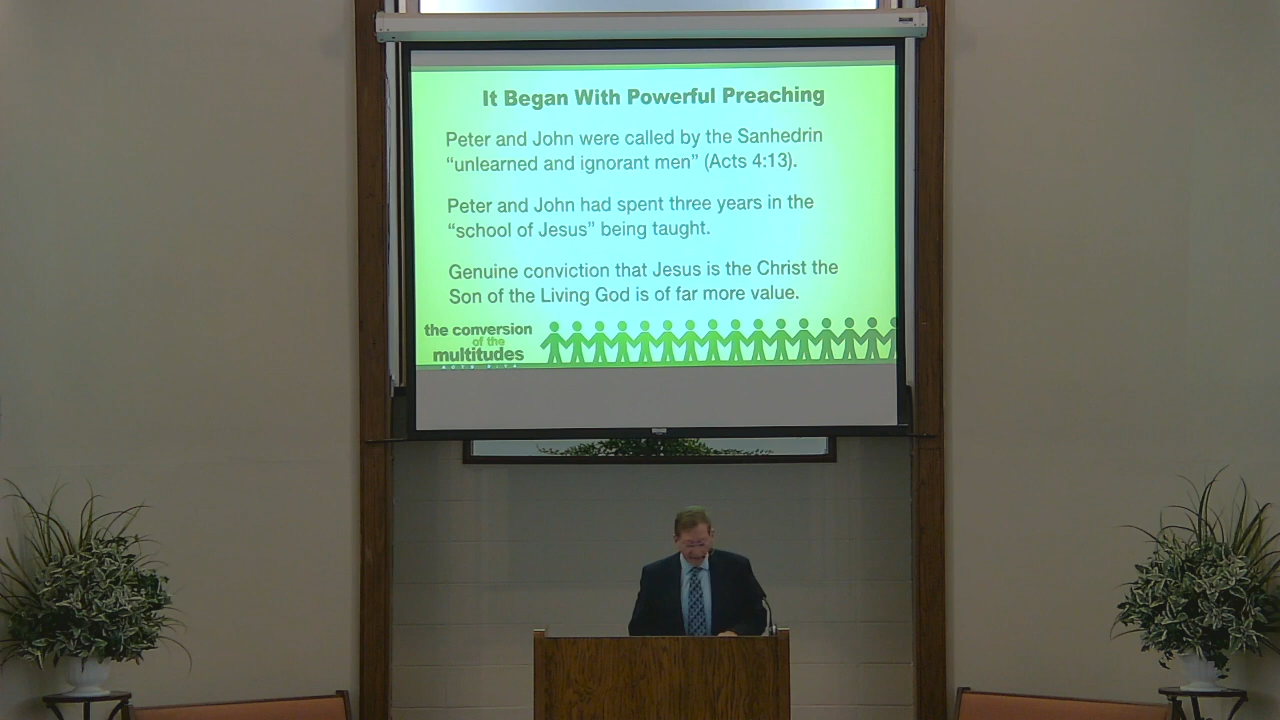 It Began With Powerful Preaching
Peter and John were called by the Sanhedrin
“unlearned and ignorant men” (Acts 4:13).
Peter and John had spent three years in the
“school of Jesus” being taught.
Genuine conviction that Jesus is the Christ the
Son of the Living God is of far more value.
the conversion
of the
multitudes